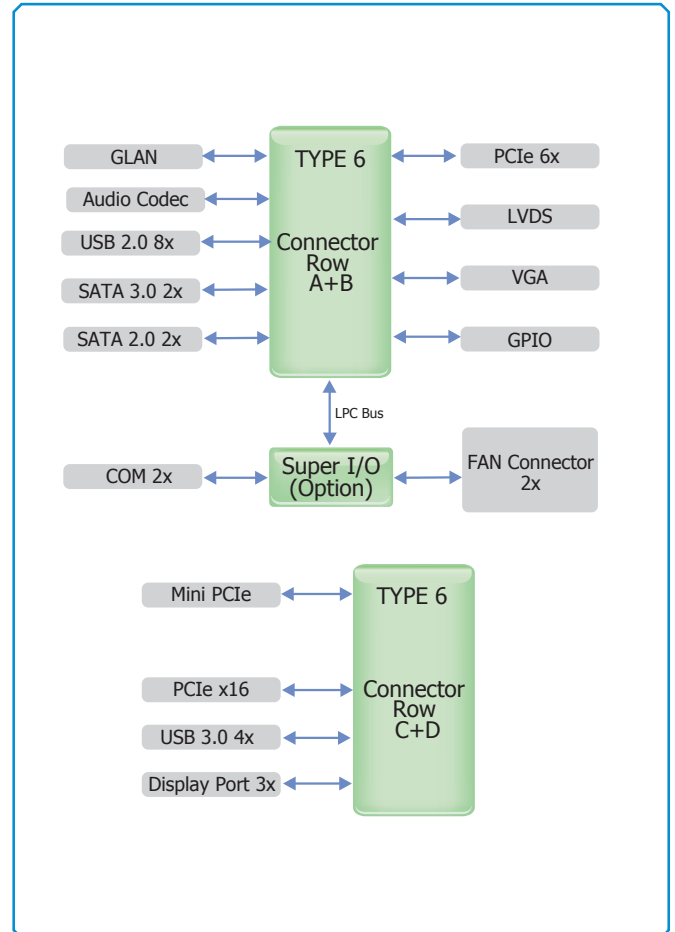 GLAN
Audio Codec
USB 2.0 8x
SATA 3.0 2x
SATA 2.0 2x
TYPE 6
Connector
Row
A+B
PCIe 6x
LVDS
VGA
GPIO
LPC Bus
COM 2x
Super I/O
(Option)
FAN Connector
2x
Mini PCIe
PCIe x16
USB 3.0 4x
Display Port 3x
TYPE 6
Connector
Row
C+D